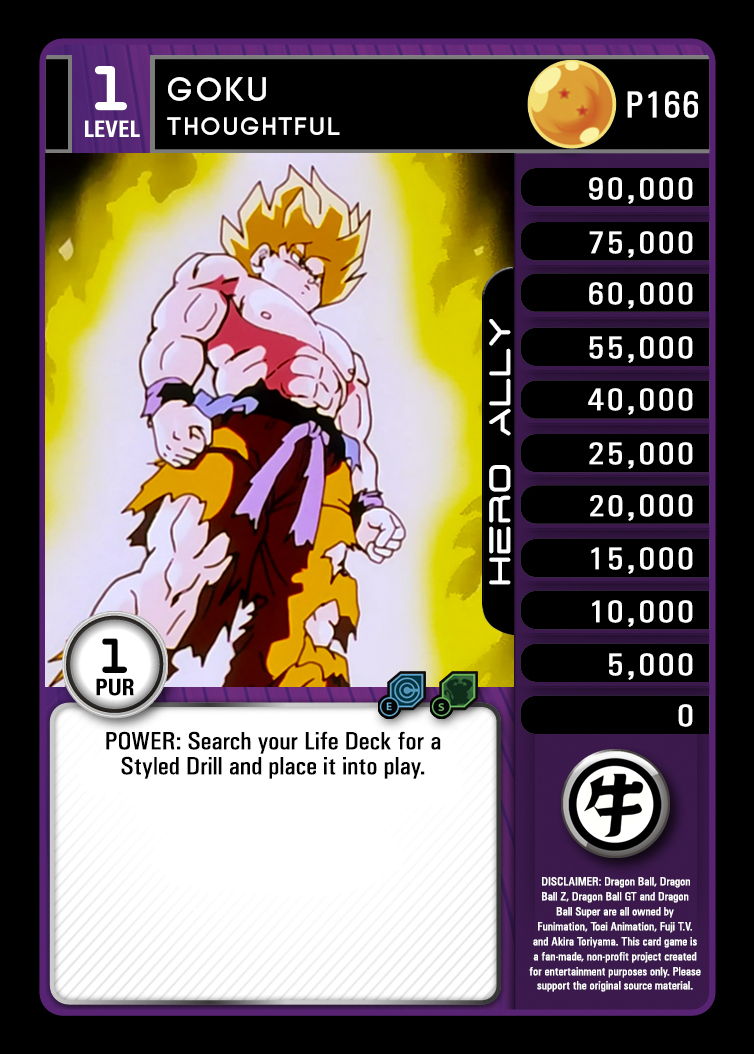 1
LEVEL
GOKU
THOUGHTFUL
P166
90,000
75,000
60,000
55,000
40,000
25,000
20,000
15,000
10,000
5,000
0
HERO ALLY
1
PUR
E
S
POWER: Search your Life Deck for a
Styled Drill and place it into play.
牛
DISCLAIMER: Dragon Ball, Dragon
Ball Z, Dragon Ball GT and Dragon
Ball Super are all owned by
Funimation, Toei Animation, Fuji T.V.
and Akira Toriyama. This card game is
a fan-made, non-profit project created
for entertainment purposes only. Please
support the original source material.